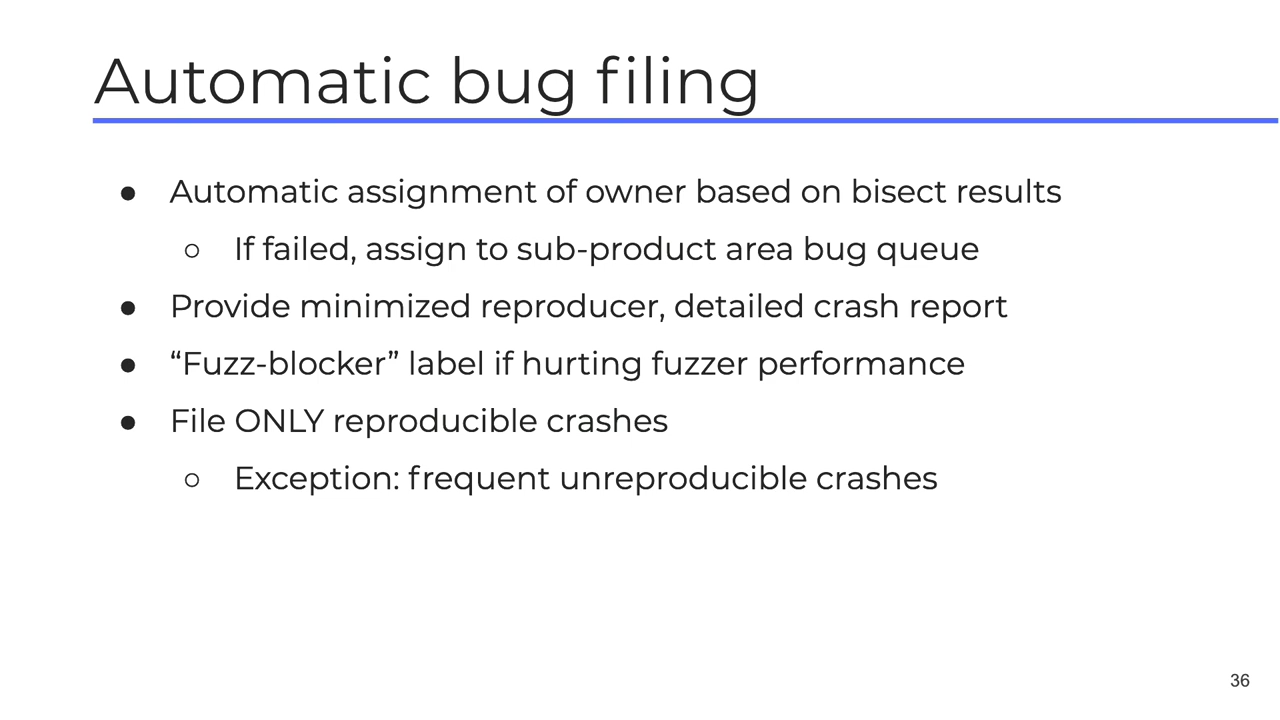 Automatic bug filing
● Automatic assignment of owner based on bisect results
○ If failed, assign to sub-product area bug queue
● Provide minimized reproducer, detailed crash report
● “Fuzz-blocker” label if hurting fuzzer performance
● File ONLY reproducible crashes
○ Exception: frequent unreproducible crashes
36